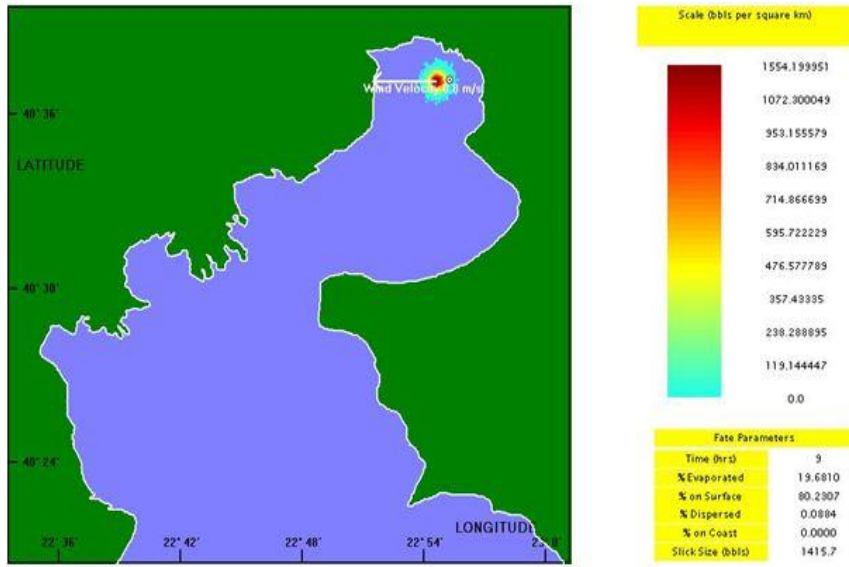 Scale (bbls per square km)
1554.199951
1072.300049
953.155579
834.011169
714.866699
595.722229
476.577789
357.43335
238.288895
119.144447
0.0
Wind Velocity m/s
40° 36'
LATITUDE
40° 30'
40° 24'
LONGITUDE
22° 36' 22° 42' 22° 48' 22° 54'
Fate Parameters
Time (hrs) 9
% Evaporated 19.6810
% on Surface 80.2307
% Dispersed 0.0884
% on Coast 0.0000
Slick Size (bbls) 1415.7